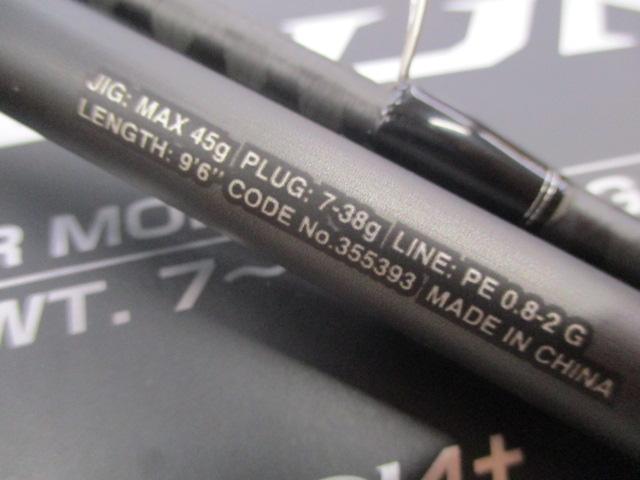 JIG: MAX 45g | PLUG: 7-38g | LINE: PE 0.8-2 G
LENGTH: 9'6" CODE No.355393 | MADE IN CHINA
R MO
WT. 7~
4+